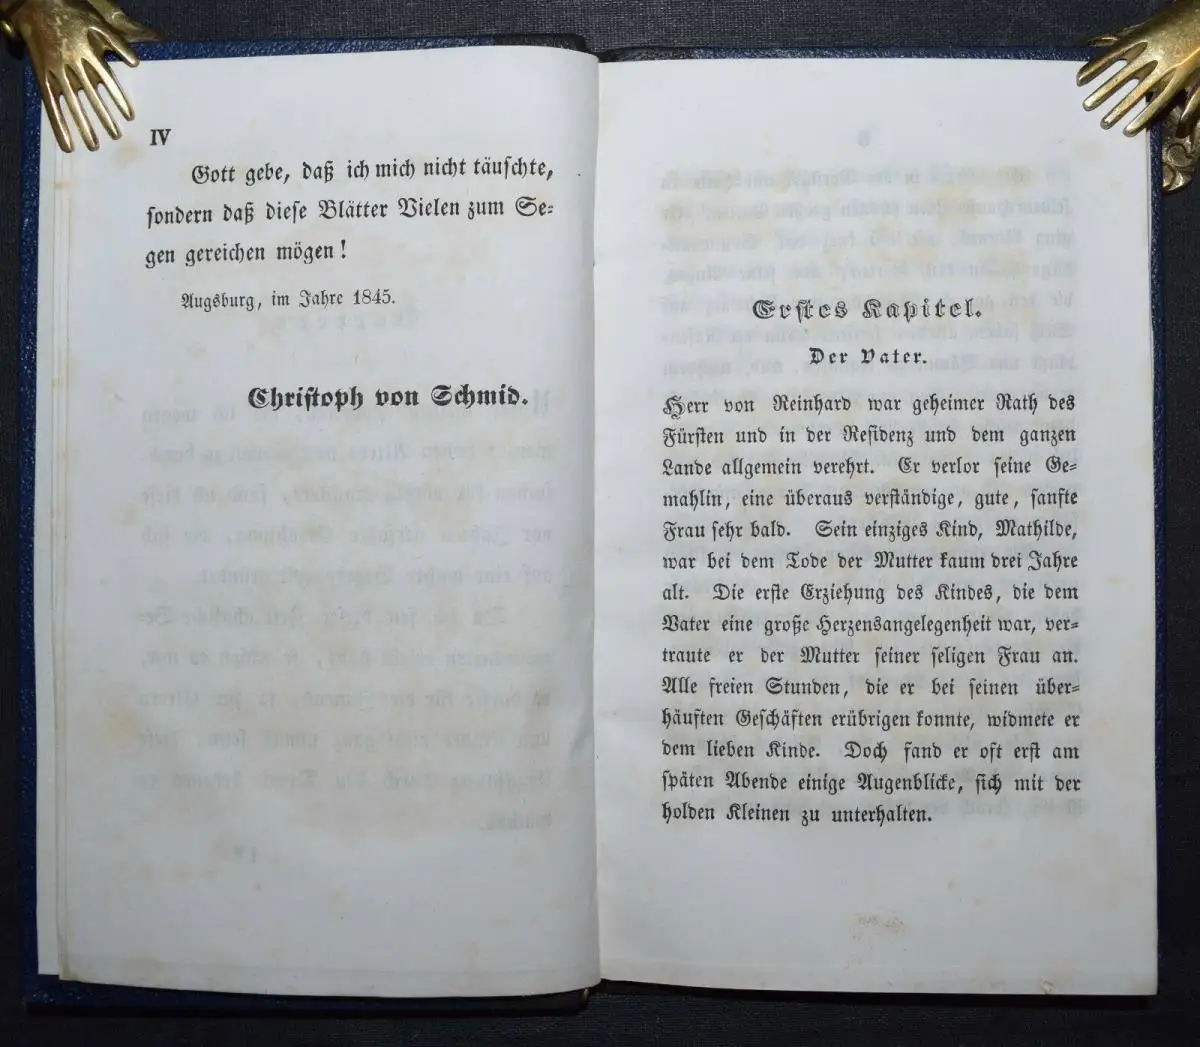 IV
Gott gebe, daß ich mich nicht täuschte,
sondern daß diese Blätter Vielen zum Se=
gen gereichen mögen!
Augsburg, im Jahre 1845.
Christoph von Schmid.
Erstes Kapitel.
Der Vater.
Herr von Reinhard war geheimer Rath des
Fürsten und in der Residenz und dem ganzen
Lande allgemein verehrt. Er verlor seine Ge=
mahlin, eine überaus verständige, gute, sanfte
Frau sehr bald. Sein einziges Kind, Mathilde,
war bei dem Tode der Mutter kaum drei Jahre
alt. Die erste Erziehung des Kindes, die dem
Vater eine große Herzensangelegenheit war, ver=
traute er der Mutter seiner seligen Frau an.
Alle freien Stunden, die er bei seinen über=
häuften Geschäften erübrigen konnte, widmete er
dem lieben Kinde. Doch fand er oft erst am
späten Abende einige Augenblicke, sich mit der
holden Kleinen zu unterhalten.